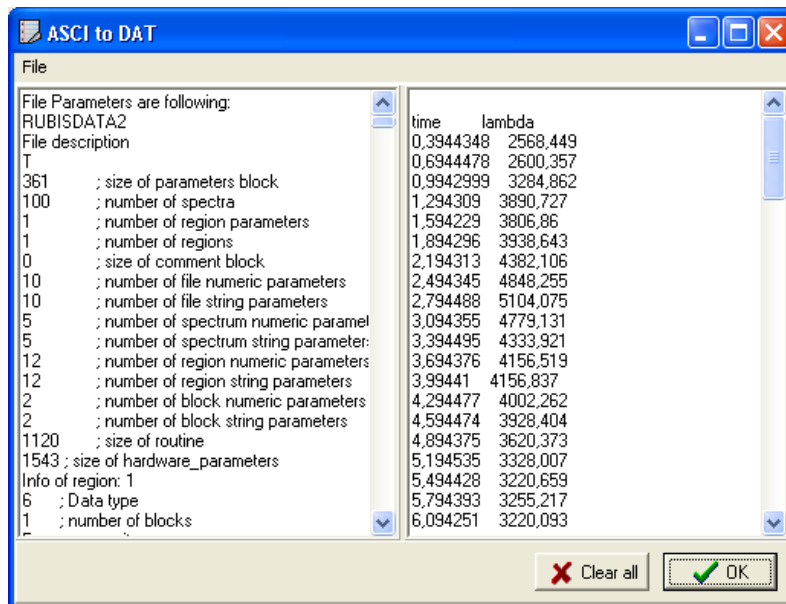 ASCI to DAT
File
File Parameters are following:
RUBISDATA2
File description
T
361 ; size of parameters block
100 ; number of spectra
1 ; number of region parameters
1 ; number of regions
0 ; size of comment block
10 ; number of file numeric parameters
10 ; number of file string parameters
5 ; number of spectrum numeric
5 ; number of spectrum string
12 ; number of region numeric parameters
12 ; number of region string parameters
2 ; number of block numeric parameters
2 ; number of block string parameters
1120 ; size of routine
1543 ; size of hardware_parameters
Info of region: 1
6 ; Data type
1 ; number of blocks
time lambda
0,3944348 2568,449
0,6944478 2600,357
0,9942999 3284,862
1,294309 3890,727
1,594229 3806,86
1,894296 3938,643
2,194313 4382,106
2,494345 4848,255
2,794488 5104,075
3,094355 4779,131
3,394495 4333,921
3,694376 4156,519
3,99441 4156,837
4,294477 4002,262
4,594474 3928,404
4,894375 3620,373
5,194535 3328,007
5,494428 3220,659
5,794393 3255,217
6,094251 3220,093
Clear all
OK